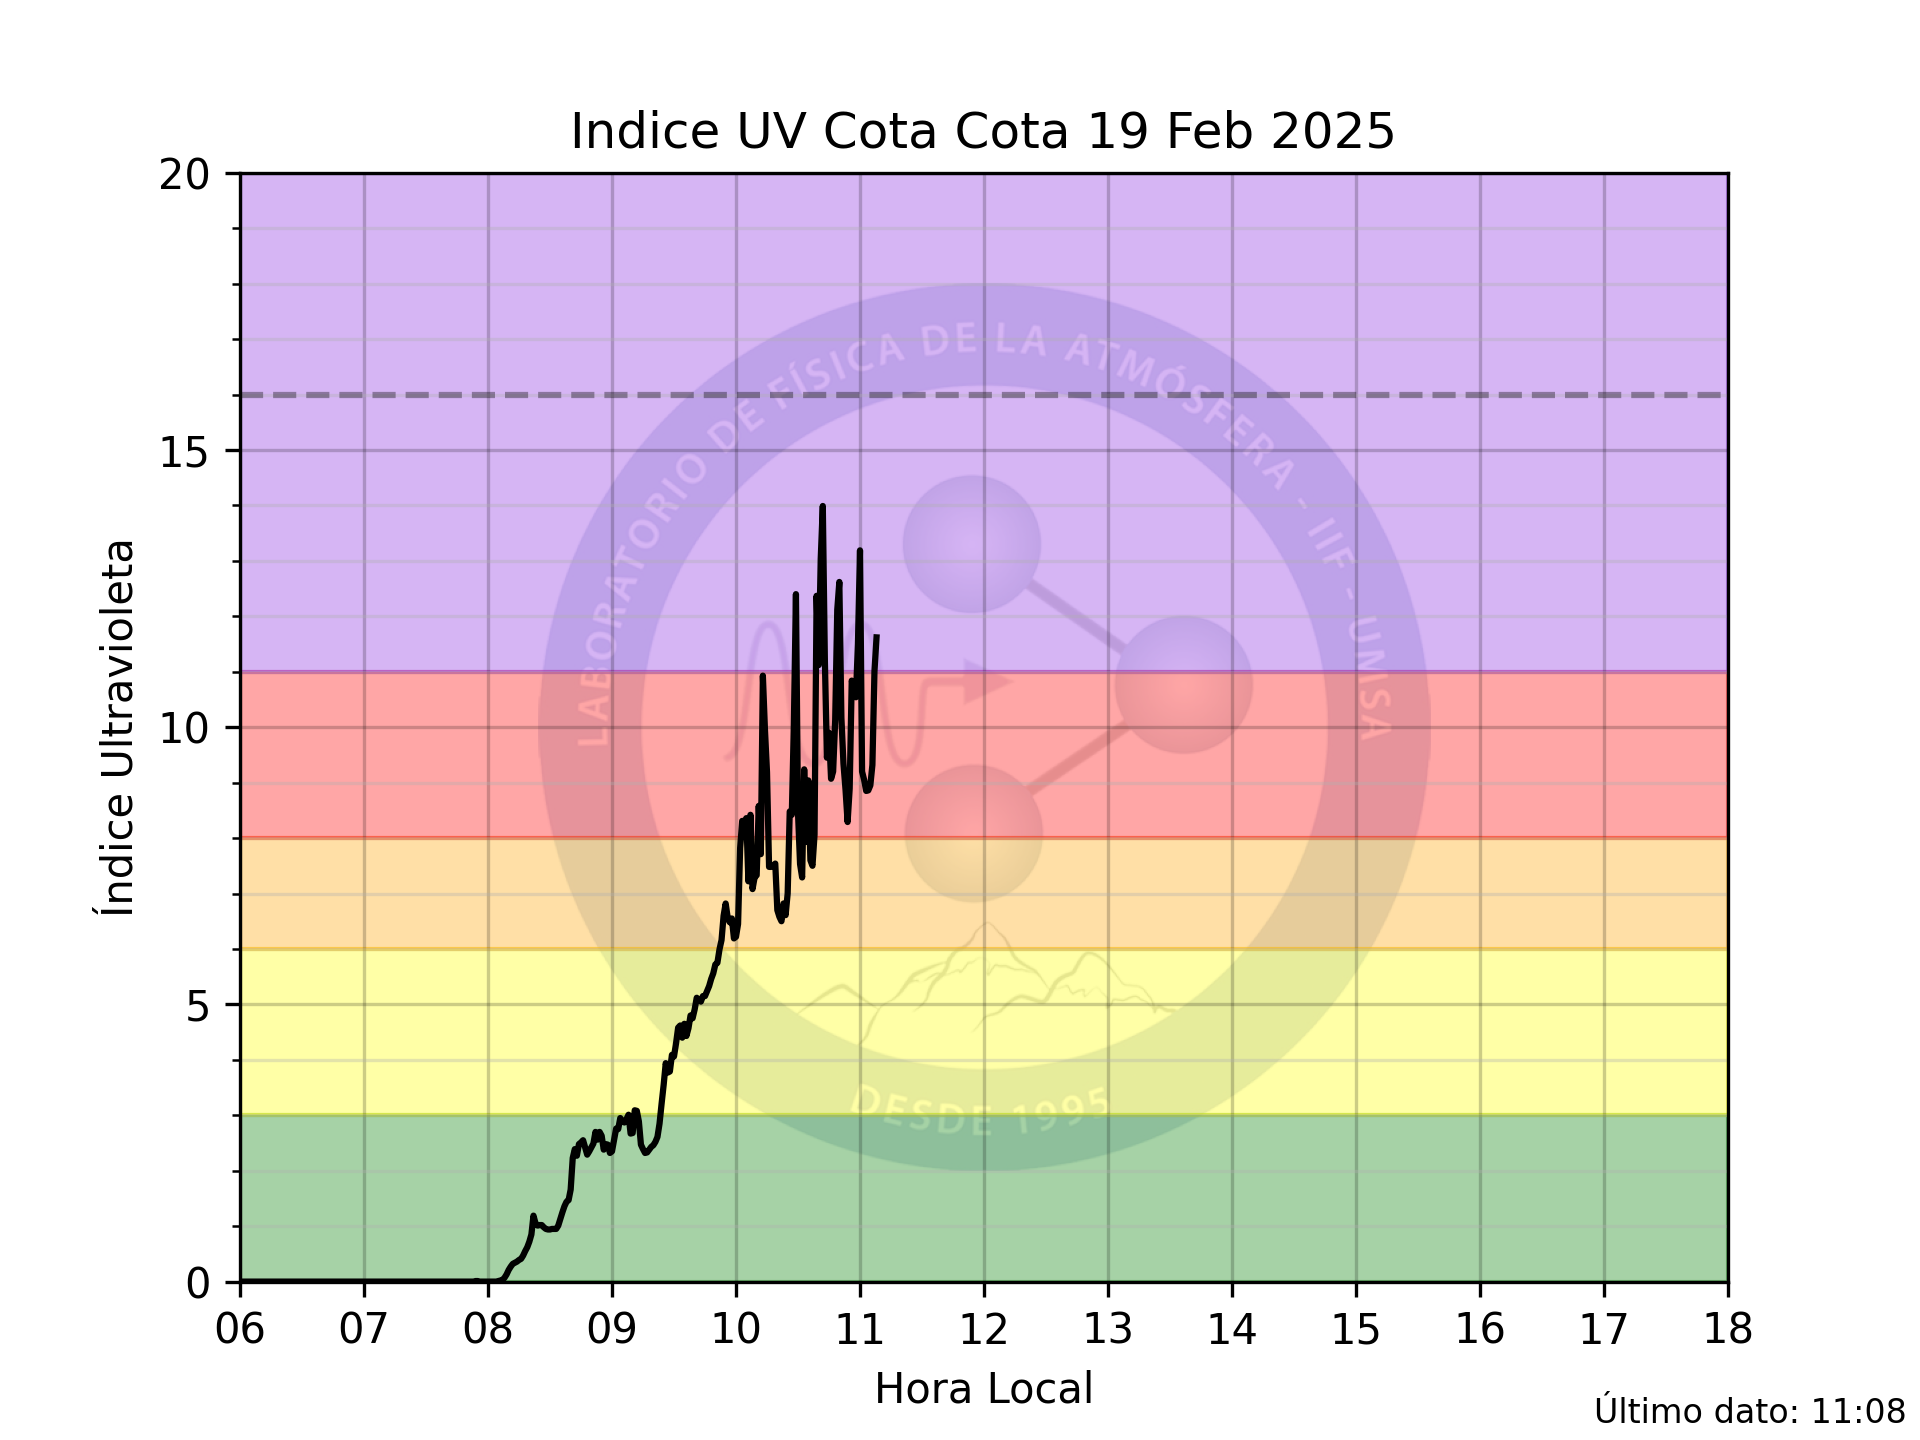 Indice UV Cota Cota 19 Feb 2025
20
15
10
5
0
Índice Ultravioleta
LABORATORIO DE FÍSICA DE LA ATMÓSFERA - IIF - UMSA
DESDE 1995
06 07 08 09 10 11 12 13 14 15 16 17 18
Hora Local
Último dato: 11:08